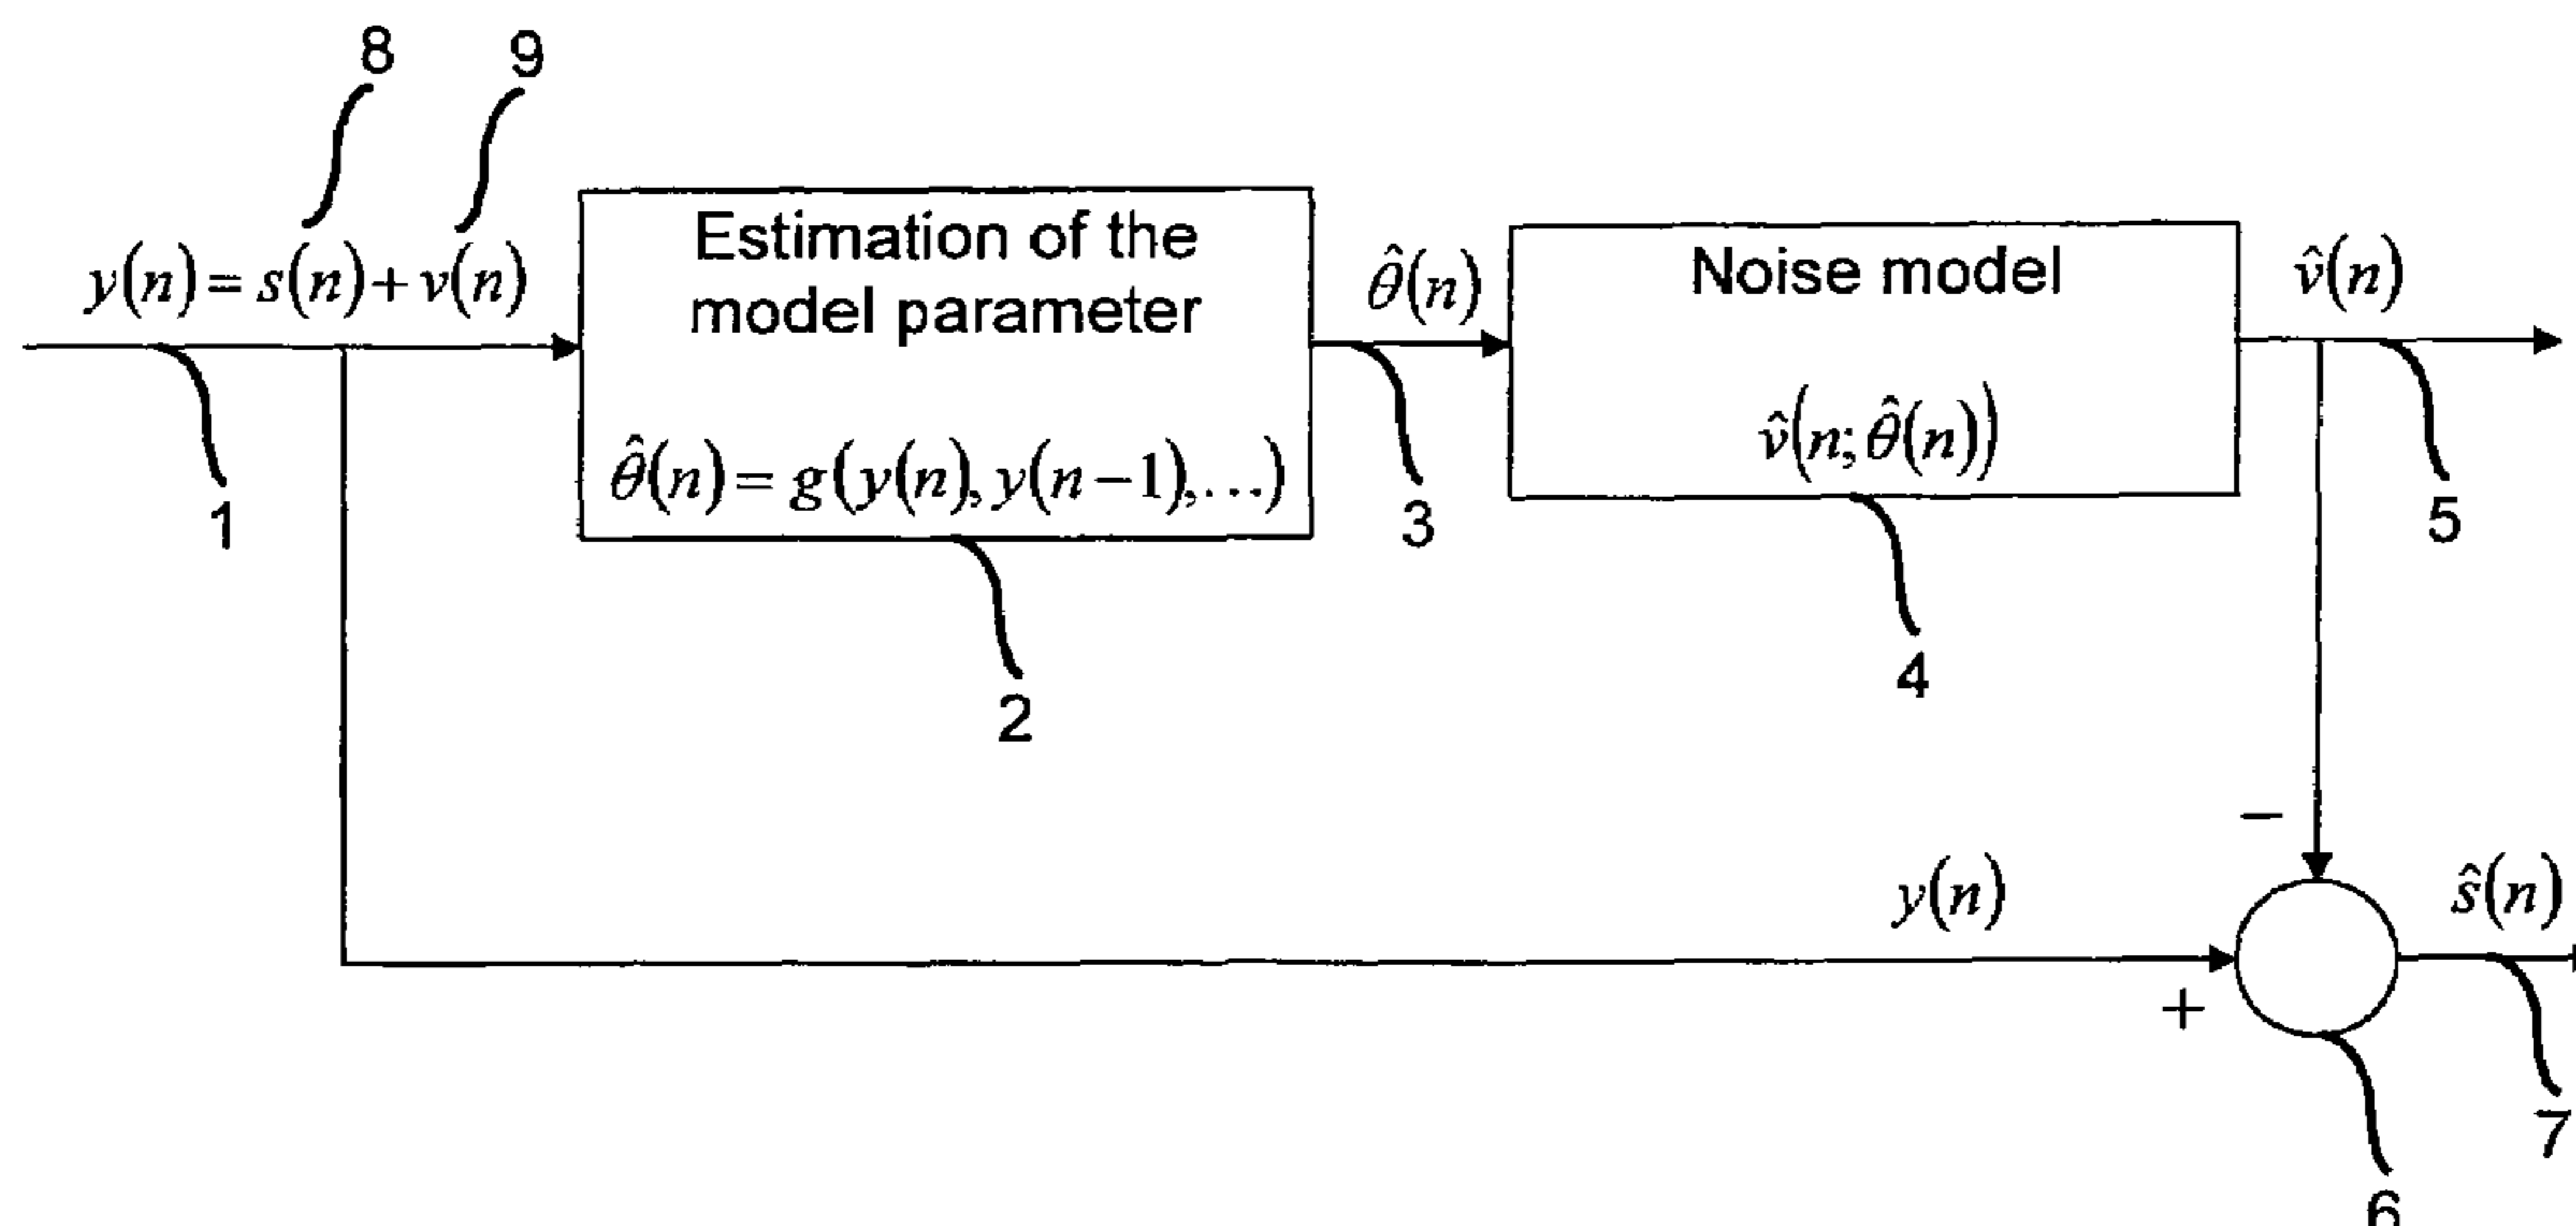 8
9
y(n) = s(n) + v(n)
Estimation of the
model parameter
θ̂(n) = g(y(n), y(n−1),...)
θ̂(n)
Noise model
v̂(n; θ̂(n))
v̂(n)
1
2
3
4
5
−
y(n)
+
ŝ(n)
7
6